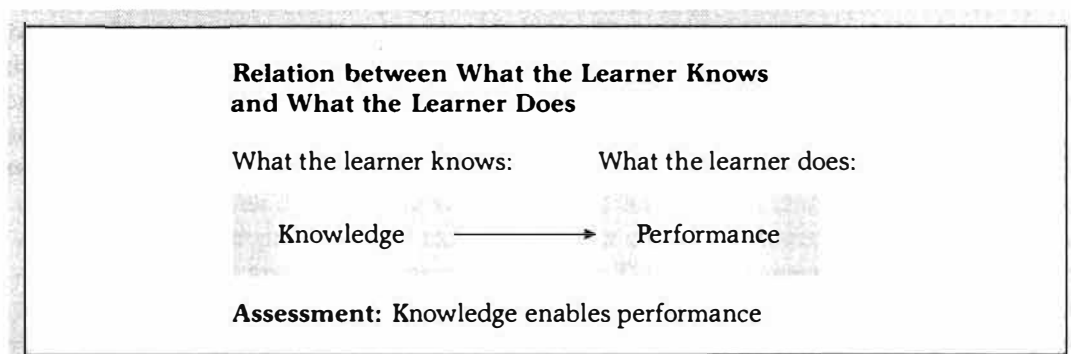 Relation between What the Learner Knows
and What the Learner Does
What the learner knows: What the learner does:
Knowledge Performance
Assessment: Knowledge enables performance